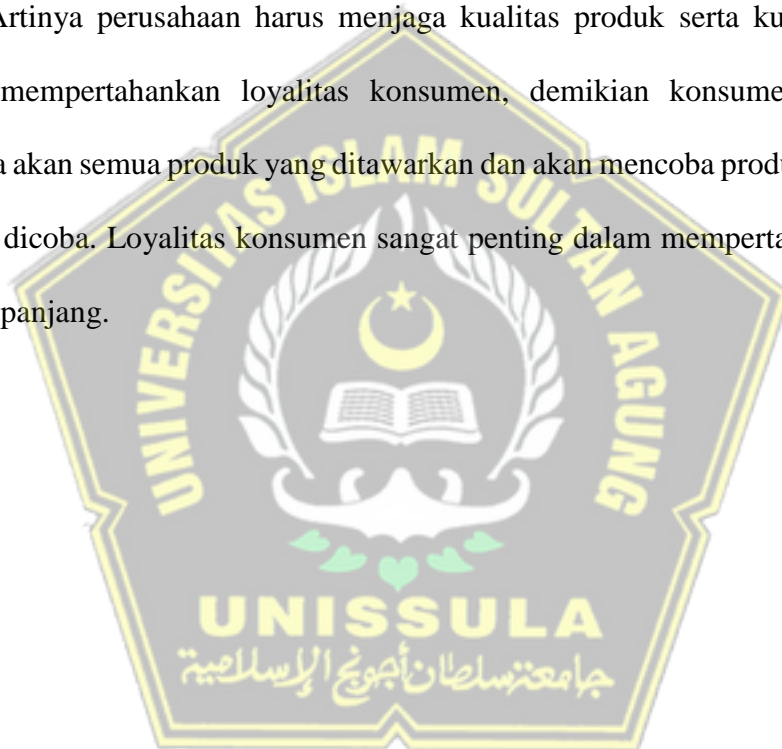 Artinya perusahaan harus menjaga kualitas produk serta ku
mempertahankan loyalitas konsumen, demikian konsume
a akan semua produk yang ditawarkan dan akan mencoba produ
dicoba. Loyalitas konsumen sangat penting dalam memperta
panjang.
UNIVERSITAS ISLAM SULTAN AGUNG
UNISSULA
جامعة سلطان أجونج الإسلامية